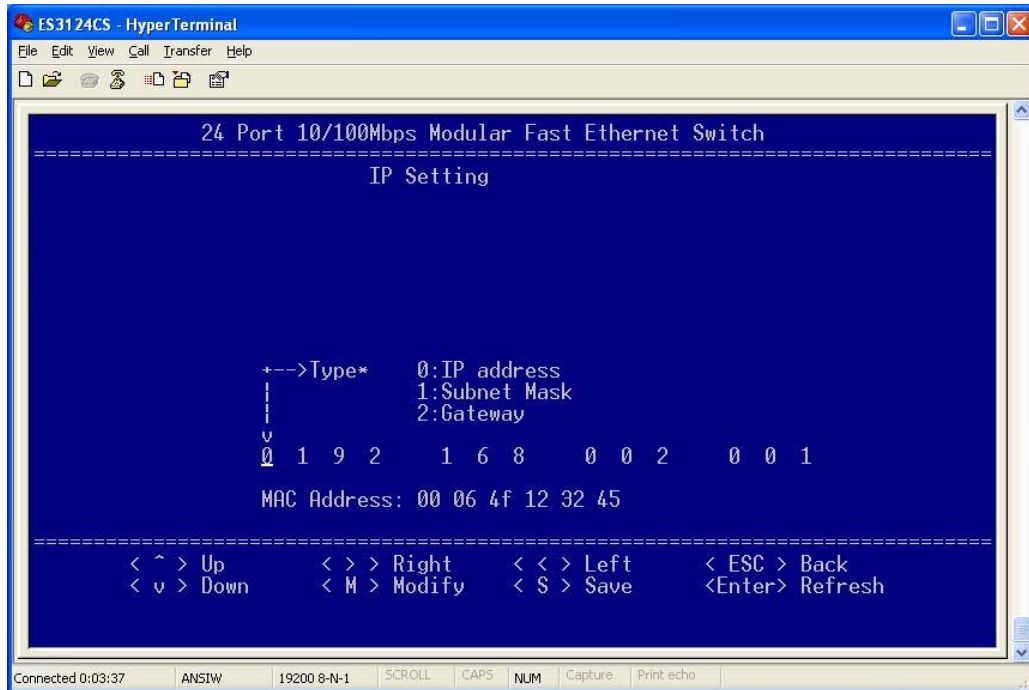 ES3124CS - HyperTerminal
File Edit View Call Transfer Help
24 Port 10/100Mbps Modular Fast Ethernet Switch
================================================================================
IP Setting
+-->Type* 0:IP address
¦ 1:Subnet Mask
¦ 2:Gateway
v
0 1 9 2 1 6 8 0 0 2 0 0 1
MAC Address: 00 06 4f 12 32 45
================================================================================
< ^ > Up < > > Right < < > Left < ESC > Back
< v > Down < M > Modify < S > Save <Enter> Refresh
Connected 0:03:37 ANSIW 19200 8-N-1 SCROLL CAPS NUM Capture Print echo